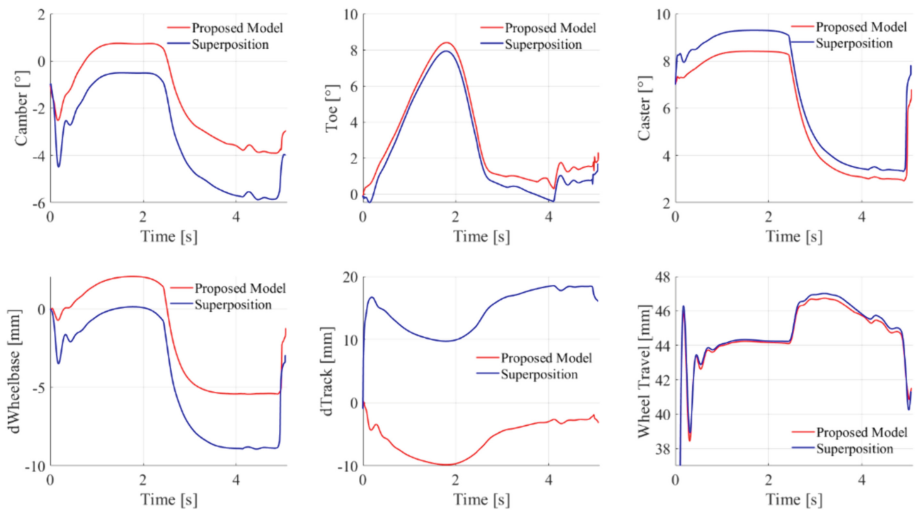 Camber [°]
2
0
-2
-4
-6
0
2
4
Time [s]
Proposed Model
Superposition
Toe [°]
10
8
6
4
2
0
0
2
4
Time [s]
Proposed Model
Superposition
Caster [°]
10
8
6
4
2
0
2
4
Time [s]
Proposed Model
Superposition
dWheelbase [mm]
0
-5
-10
0
2
4
Time [s]
Proposed Model
Superposition
dTrack [mm]
20
10
0
-10
0
2
4
Time [s]
Proposed Model
Superposition
Wheel Travel [mm]
48
46
44
42
40
38
0
2
4
Time [s]
Proposed Model
Superposition